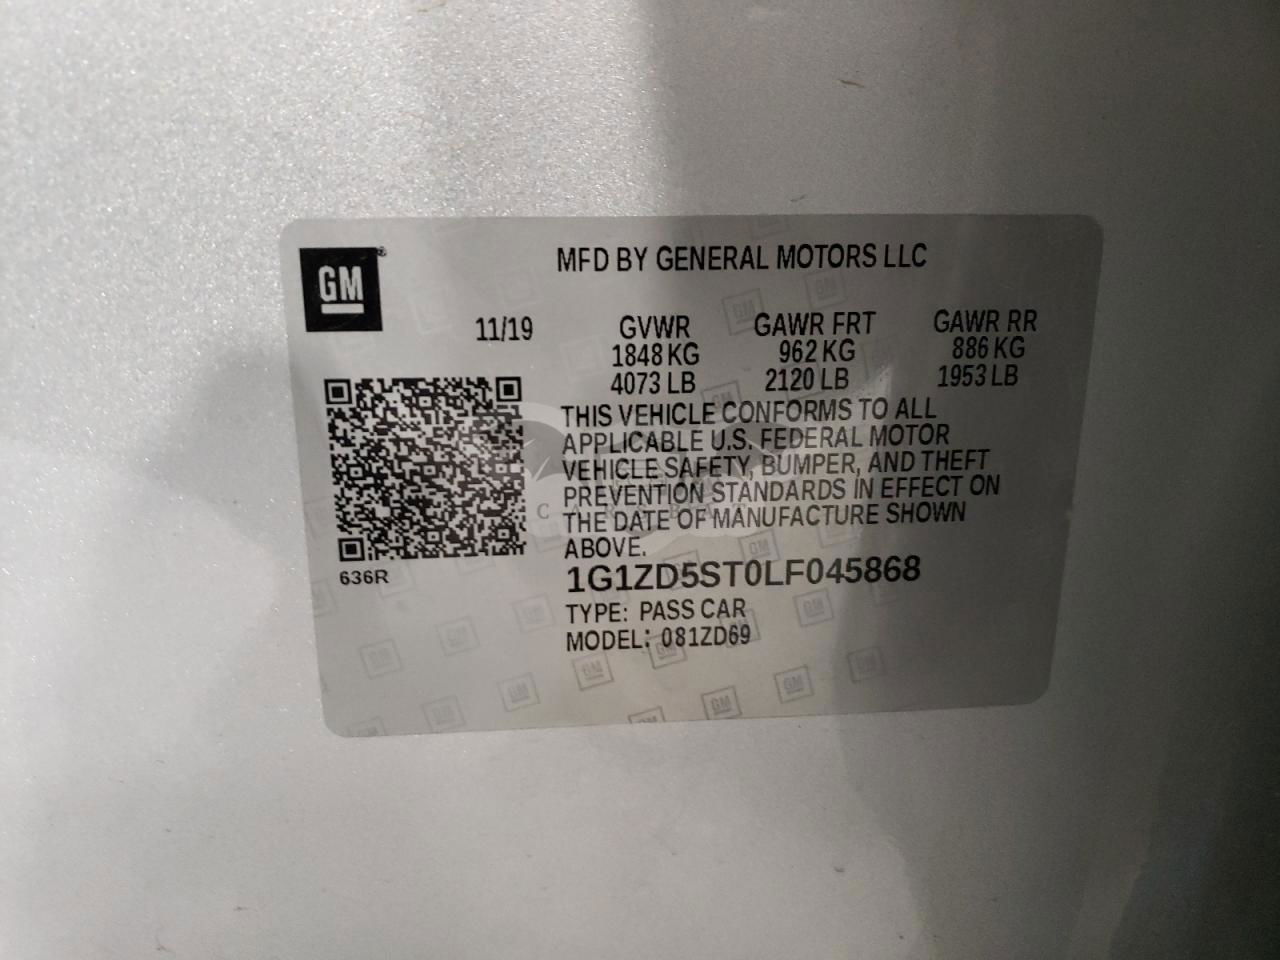 GM®
MFD BY GENERAL MOTORS LLC
11/19 GVWR GAWR FRT GAWR RR
1848 KG 962 KG 886 KG
4073 LB 2120 LB 1953 LB
THIS VEHICLE CONFORMS TO ALL
APPLICABLE U.S. FEDERAL MOTOR
VEHICLE SAFETY, BUMPER, AND THEFT
PREVENTION STANDARDS IN EFFECT ON
THE DATE OF MANUFACTURE SHOWN
ABOVE.
636R
1G1ZD5ST0LF045868
TYPE: PASS CAR
MODEL: 081ZD69